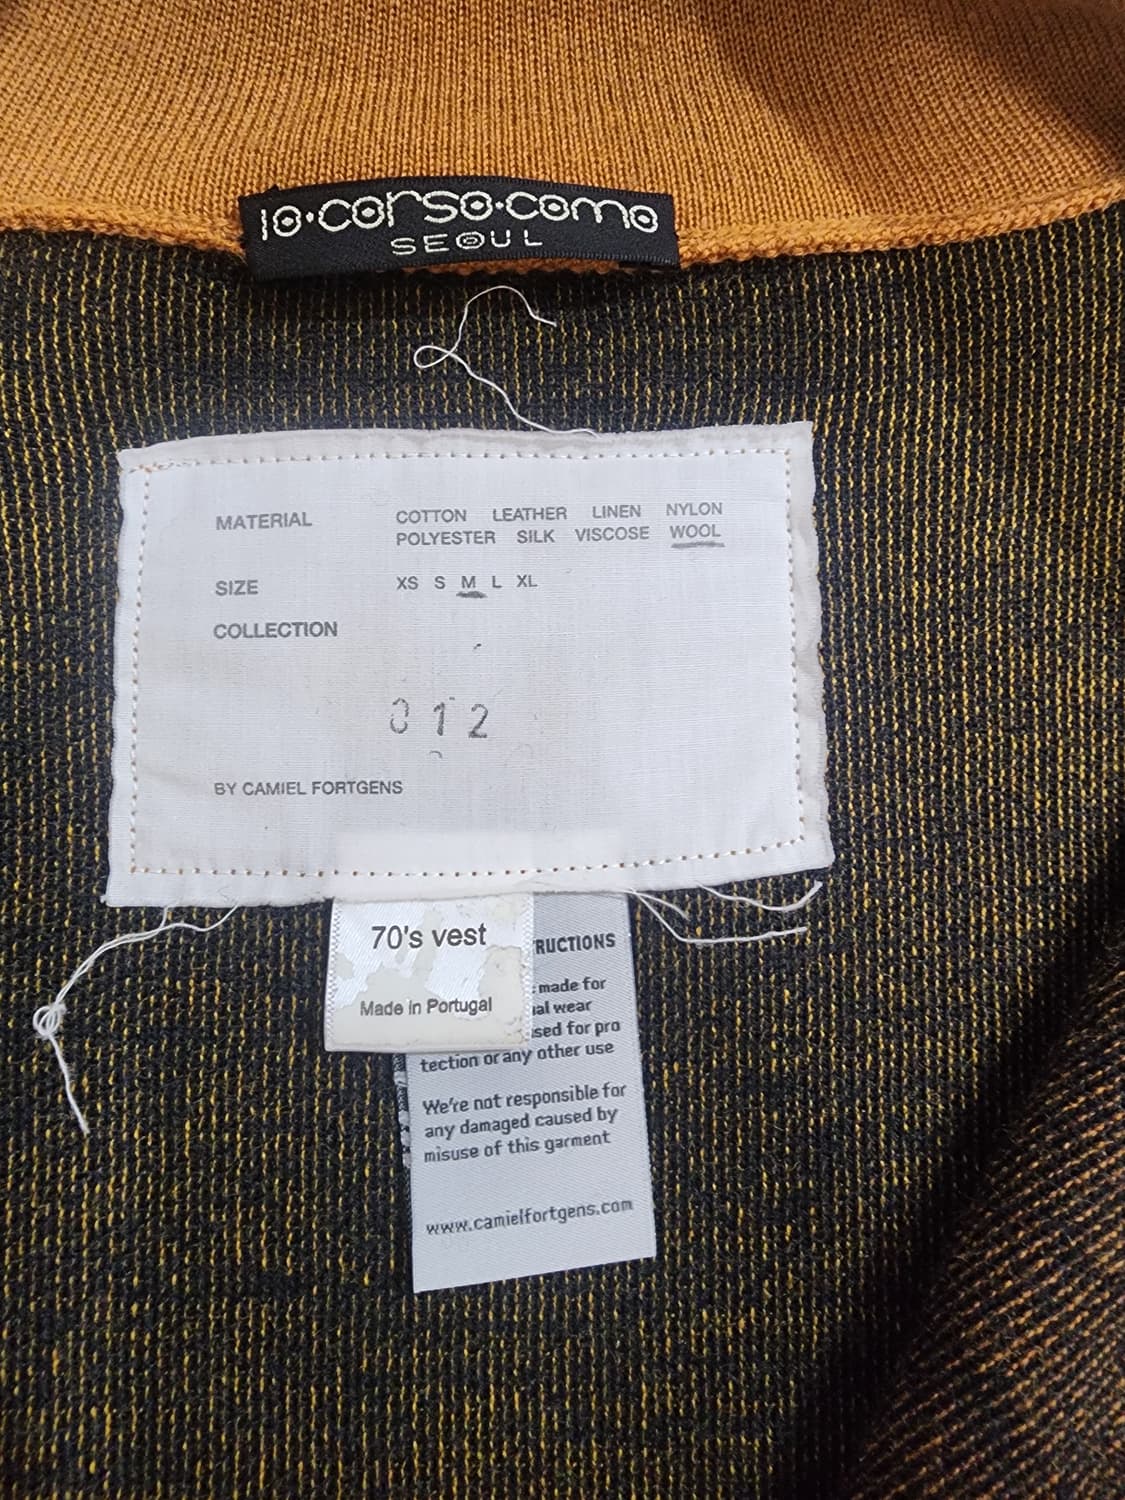 10·corso·como
SEOUL
MATERIAL COTTON LEATHER LINEN NYLON
POLYESTER SILK VISCOSE WOOL
SIZE XS S M L XL
COLLECTION
012
BY CAMIEL FORTGENS
70's vest
Made in Portugal
RUCTIONS
made for
al wear
sed for pro
tection or any other use
We're not responsible for
any damaged caused by
misuse of this garment
www.camielfortgens.com